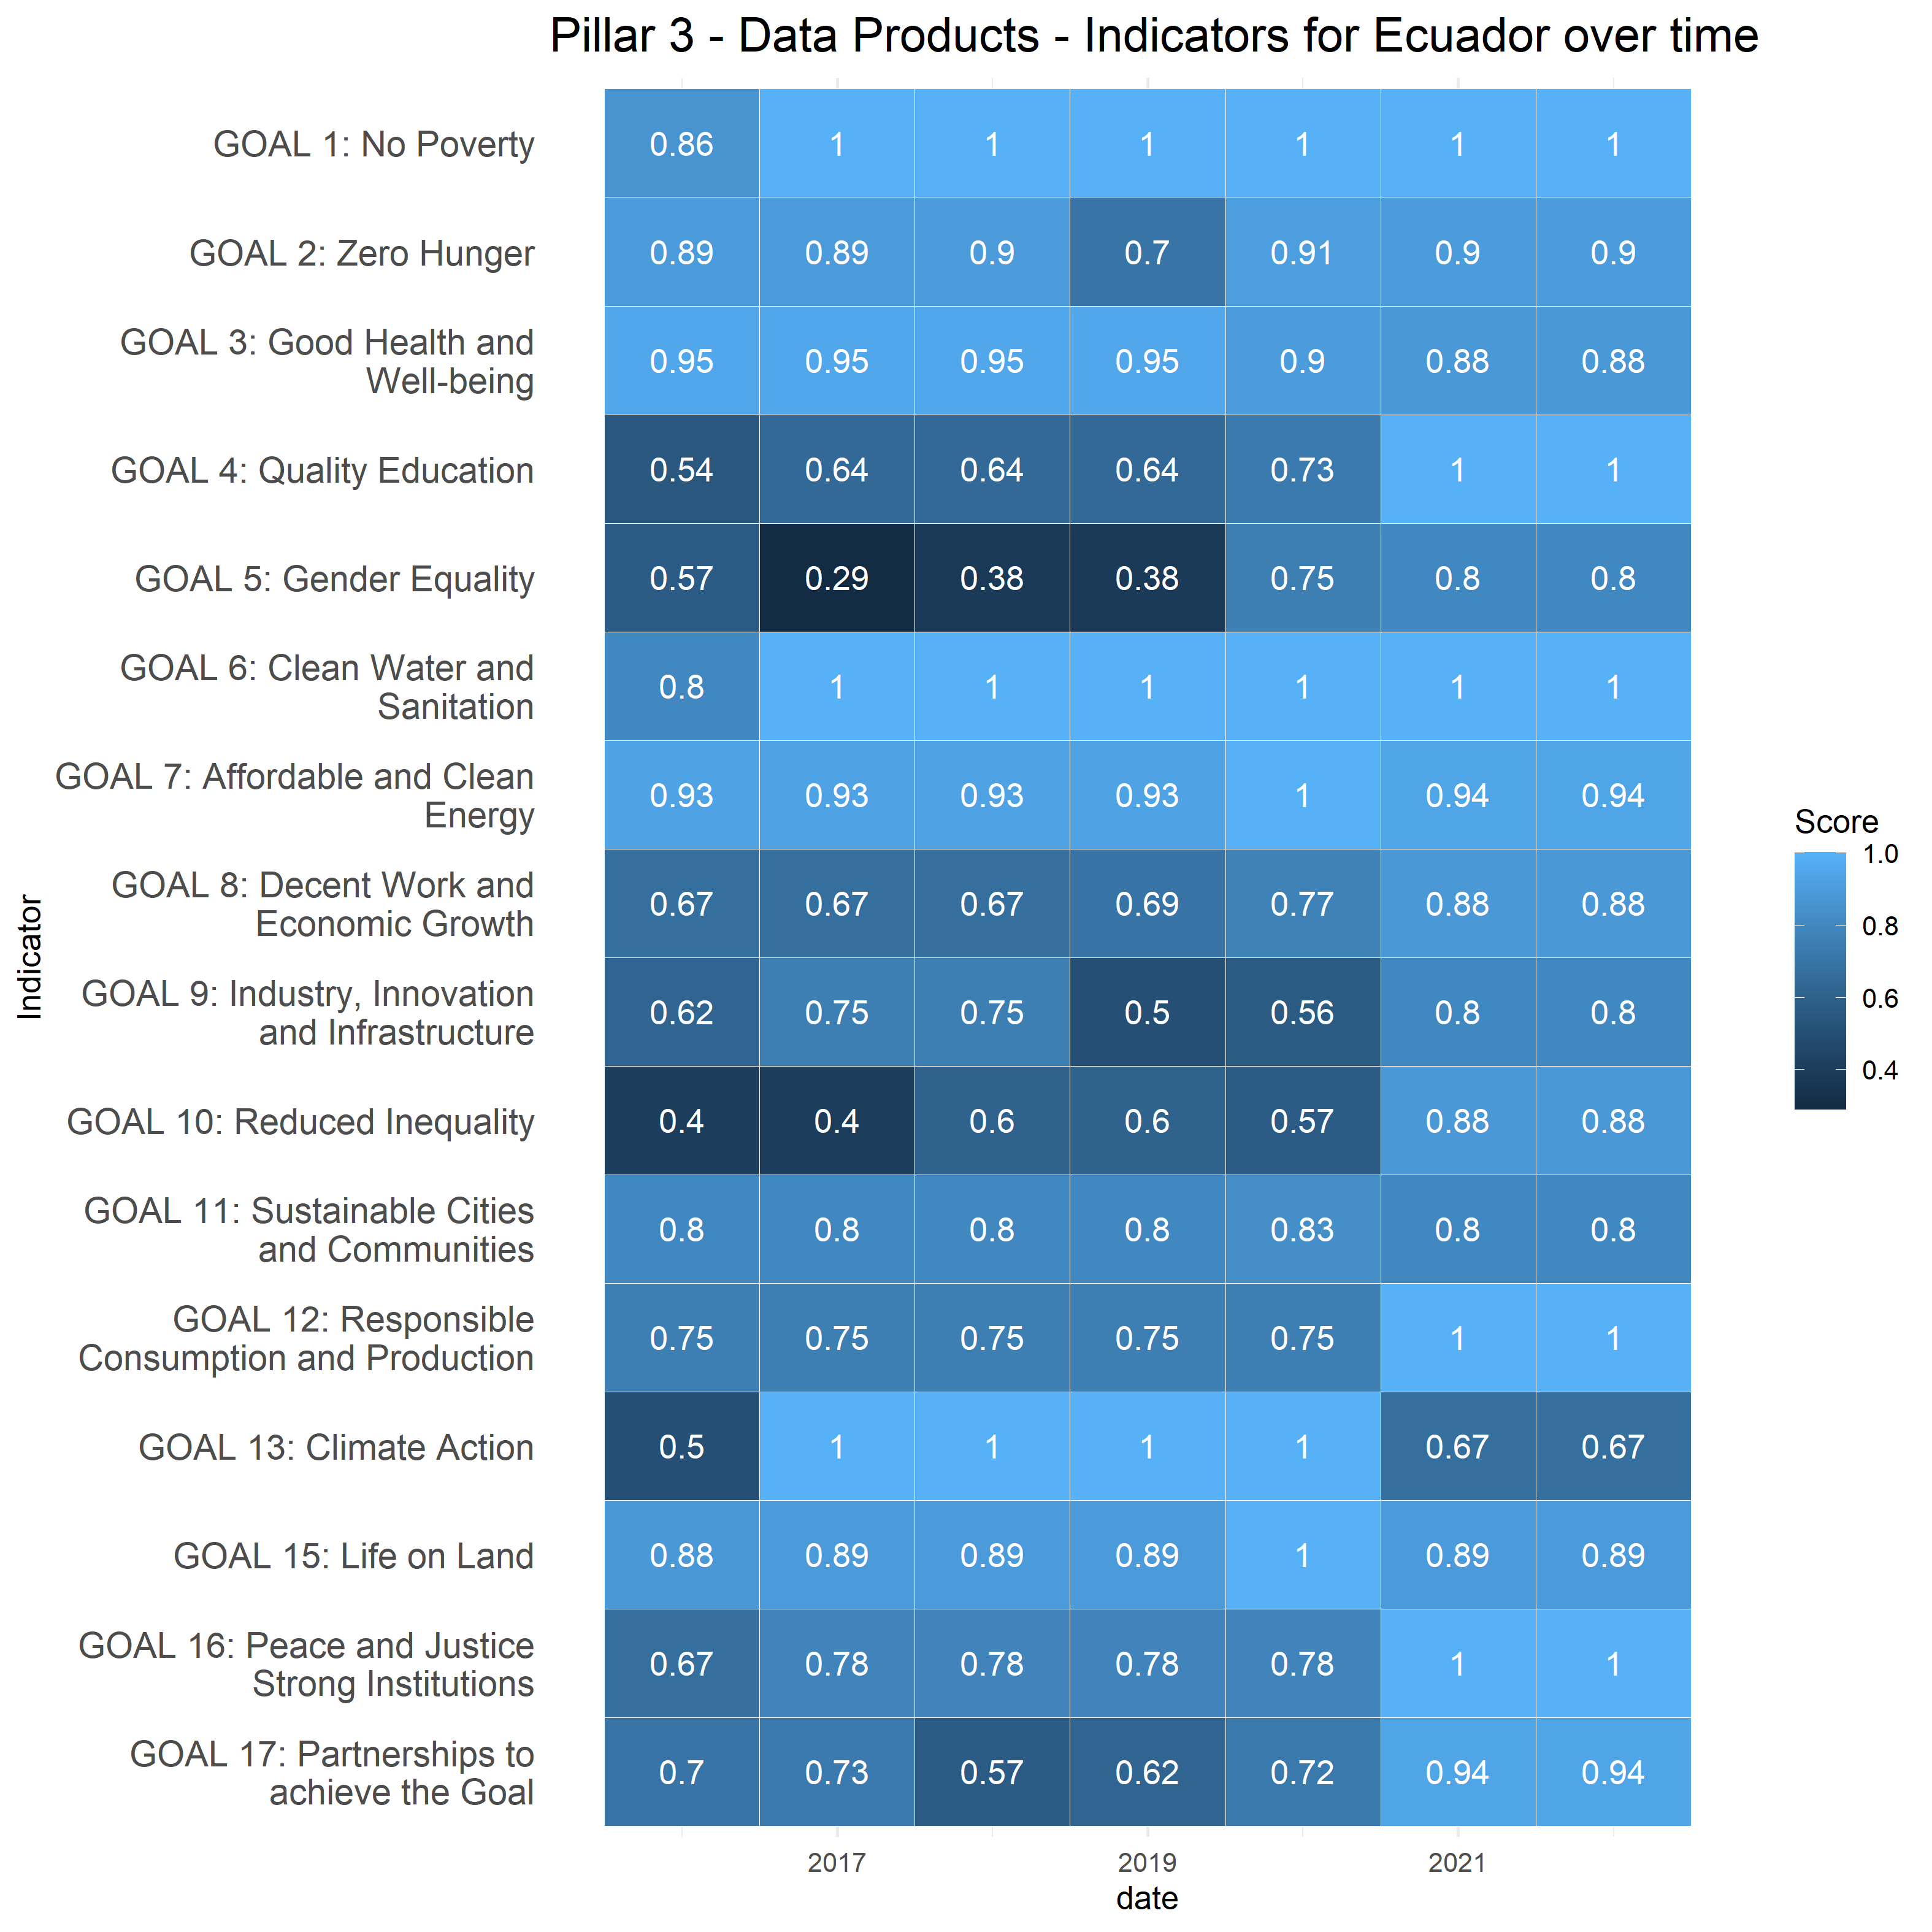 Pillar 3 - Data Products - Indicators for Ecuador over time
GOAL 1: No Poverty
0.86 1 1 1 1 1 1
GOAL 2: Zero Hunger
0.89 0.89 0.9 0.7 0.91 0.9 0.9
GOAL 3: Good Health and
Well-being
0.95 0.95 0.95 0.95 0.9 0.88 0.88
GOAL 4: Quality Education
0.54 0.64 0.64 0.64 0.73 1 1
GOAL 5: Gender Equality
0.57 0.29 0.38 0.38 0.75 0.8 0.8
GOAL 6: Clean Water and
Sanitation
0.8 1 1 1 1 1 1
GOAL 7: Affordable and Clean
Energy
0.93 0.93 0.93 0.93 1 0.94 0.94
GOAL 8: Decent Work and
Economic Growth
0.67 0.67 0.67 0.69 0.77 0.88 0.88
GOAL 9: Industry, Innovation
and Infrastructure
0.62 0.75 0.75 0.5 0.56 0.8 0.8
GOAL 10: Reduced Inequality
0.4 0.4 0.6 0.6 0.57 0.88 0.88
GOAL 11: Sustainable Cities
and Communities
0.8 0.8 0.8 0.8 0.83 0.8 0.8
GOAL 12: Responsible
Consumption and Production
0.75 0.75 0.75 0.75 0.75 1 1
GOAL 13: Climate Action
0.5 1 1 1 1 0.67 0.67
GOAL 15: Life on Land
0.88 0.89 0.89 0.89 1 0.89 0.89
GOAL 16: Peace and Justice
Strong Institutions
0.67 0.78 0.78 0.78 0.78 1 1
GOAL 17: Partnerships to
achieve the Goal
0.7 0.73 0.57 0.62 0.72 0.94 0.94
2017 2019 2021
date
Indicator
Score
1.0
0.8
0.6
0.4